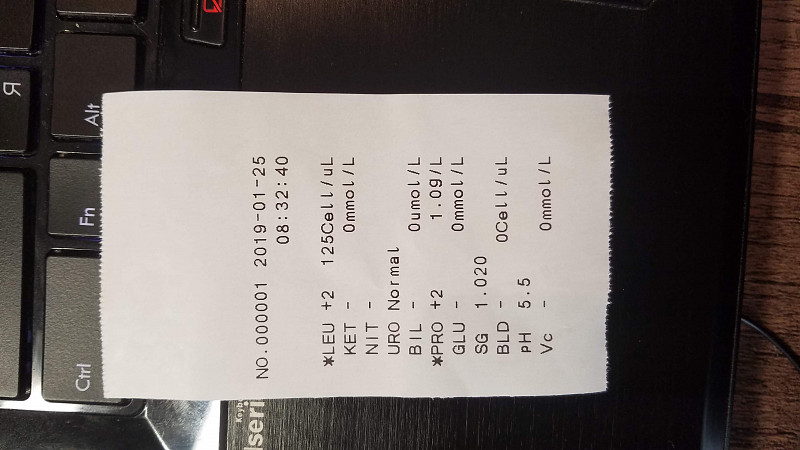 NO.000001 2019-01-25
08:32:40
*LEU +2 125Cell/uL
KET - 0mmol/L
NIT -
URO Normal
BIL - 0umol/L
*PRO +2 1.0g/L
GLU - 0mmol/L
SG 1.020
BLD - 0Cell/uL
PH 5.5
Vc - 0mmol/L
Я
Alt
Fn
Ctrl
Keyb